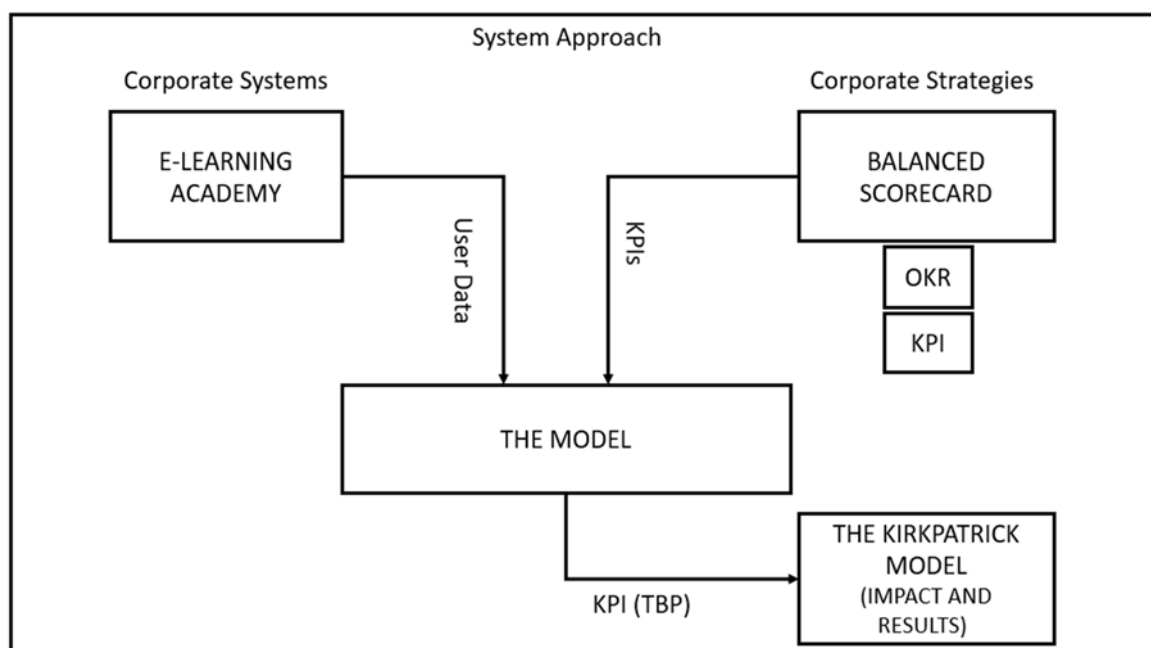 System Approach
Corporate Systems
Corporate Strategies
E-LEARNING
ACADEMY
BALANCED
SCORECARD
OKR
KPI
User Data
KPIs
THE MODEL
KPI (TBP)
THE KIRKPATRICK
MODEL
(IMPACT AND
RESULTS)